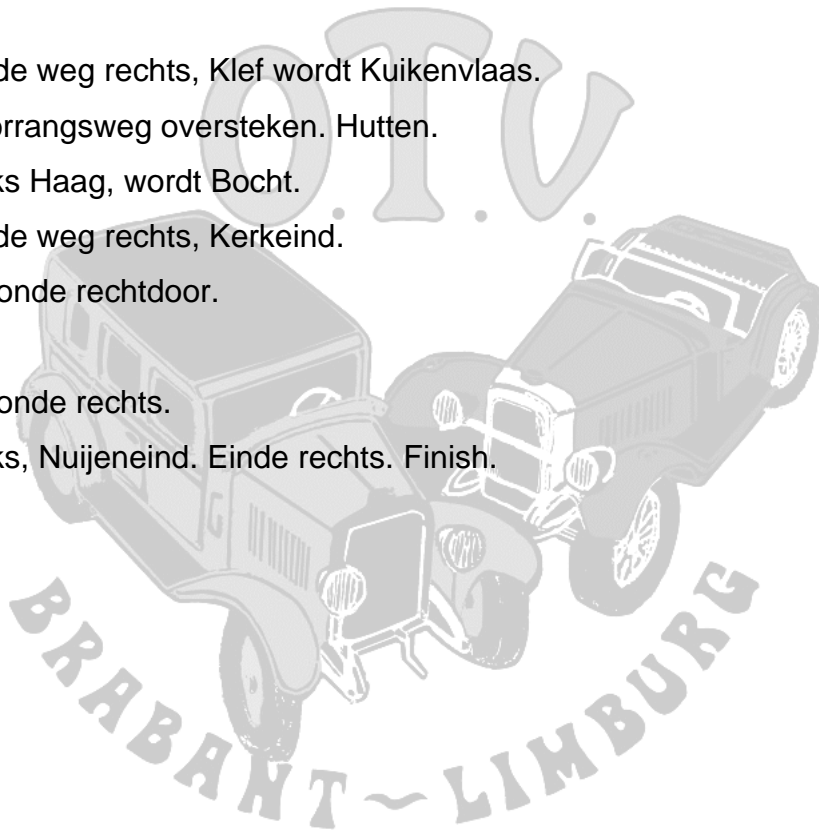 O.T.V.
de weg rechts, Klef wordt Kuikenvlaas.
orrangsweg oversteken. Hutten.
ks Haag, wordt Bocht.
de weg rechts, Kerkeind.
onde rechtdoor.
onde rechts.
ks, Nuijeneind. Einde rechts. Finish.
BRABANT ~ LIMBURG